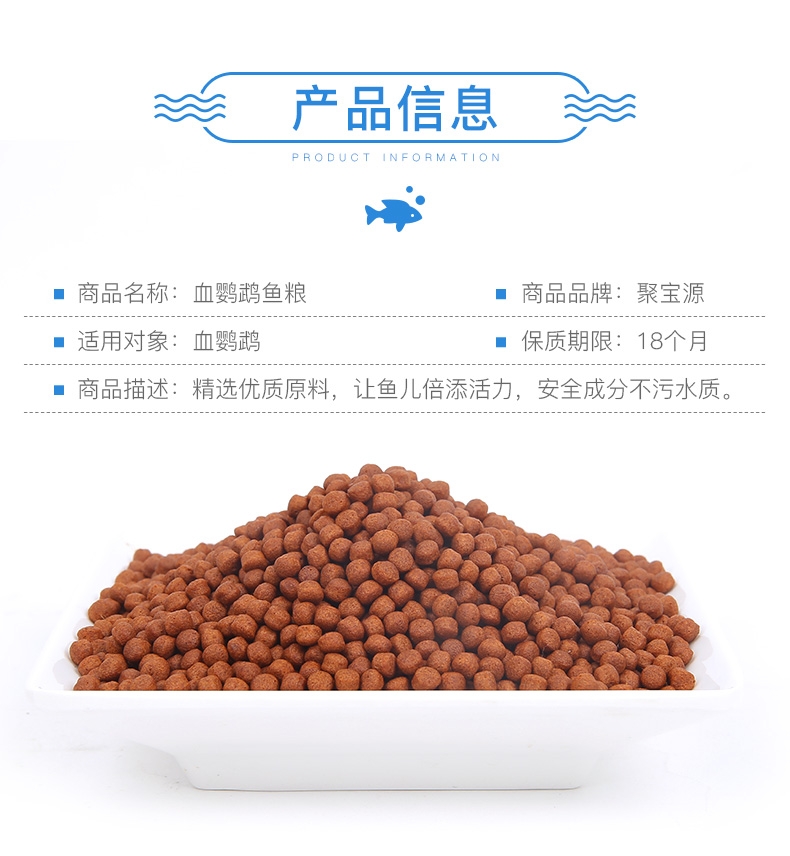 产品信息
PRODUCT INFORMATION
商品名称：血鹦鹉鱼粮
商品品牌：聚宝源
适用对象：血鹦鹉
保质期限：18个月
商品描述：精选优质原料，让鱼儿倍添活力，安全成分不污水质。